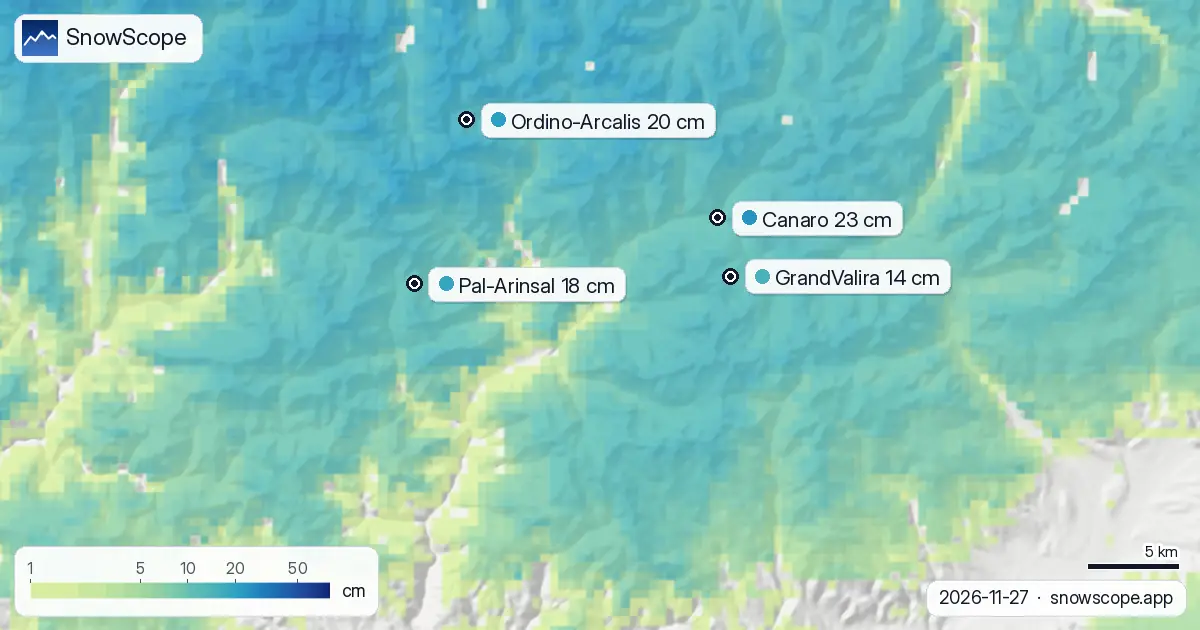 SnowScope
Ordino-Arcalis 20 cm
Canaro 23 cm
GrandValira 14 cm
Pal-Arinsal 18 cm
1 5 10 20 50
cm
5 km
2026-11-27 · snowscope.app